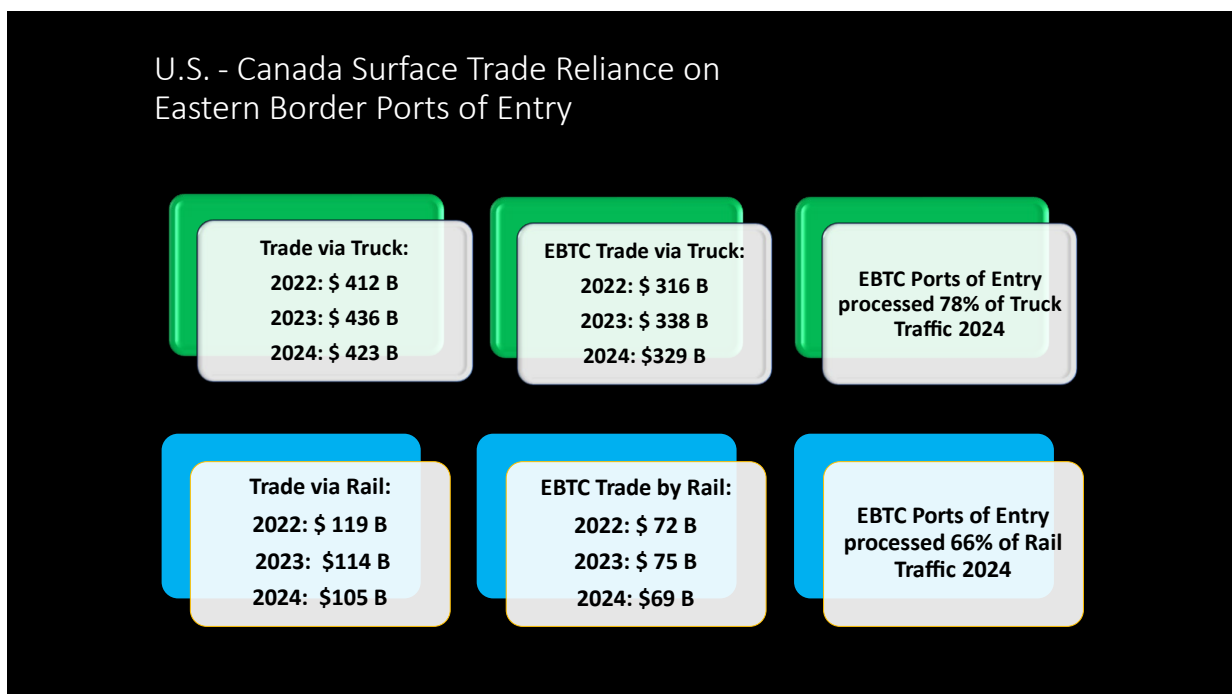 U.S. - Canada Surface Trade Reliance on
Eastern Border Ports of Entry
Trade via Truck:
2022: $ 412 B
2023: $ 436 B
2024: $ 423 B
EBTC Trade via Truck:
2022: $ 316 B
2023: $ 338 B
2024: $329 B
EBTC Ports of Entry
processed 78% of Truck
Traffic 2024
Trade via Rail:
2022: $ 119 B
2023:  $114 B
2024:  $105 B
EBTC Trade by Rail:
2022: $ 72 B
2023: $ 75 B
2024: $69 B
EBTC Ports of Entry
processed 66% of Rail
Traffic 2024